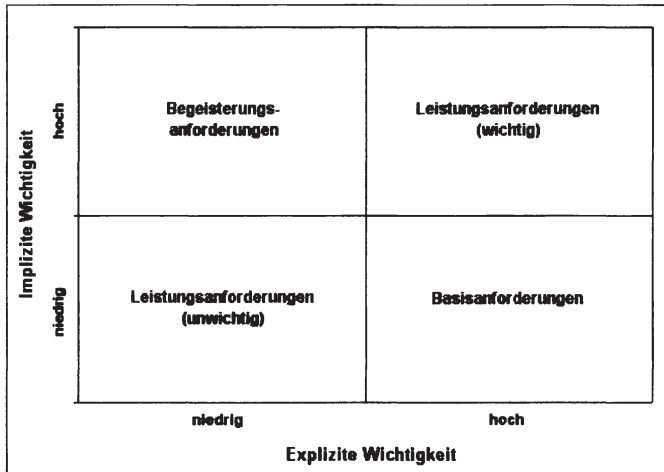 Implizite Wichtigkeit
hoch
niedrig
Begeisterungs-
anforderungen
Leistungsanforderungen
(wichtig)
Leistungsanforderungen
(unwichtig)
Basisanforderungen
niedrig
hoch
Explizite Wichtigkeit